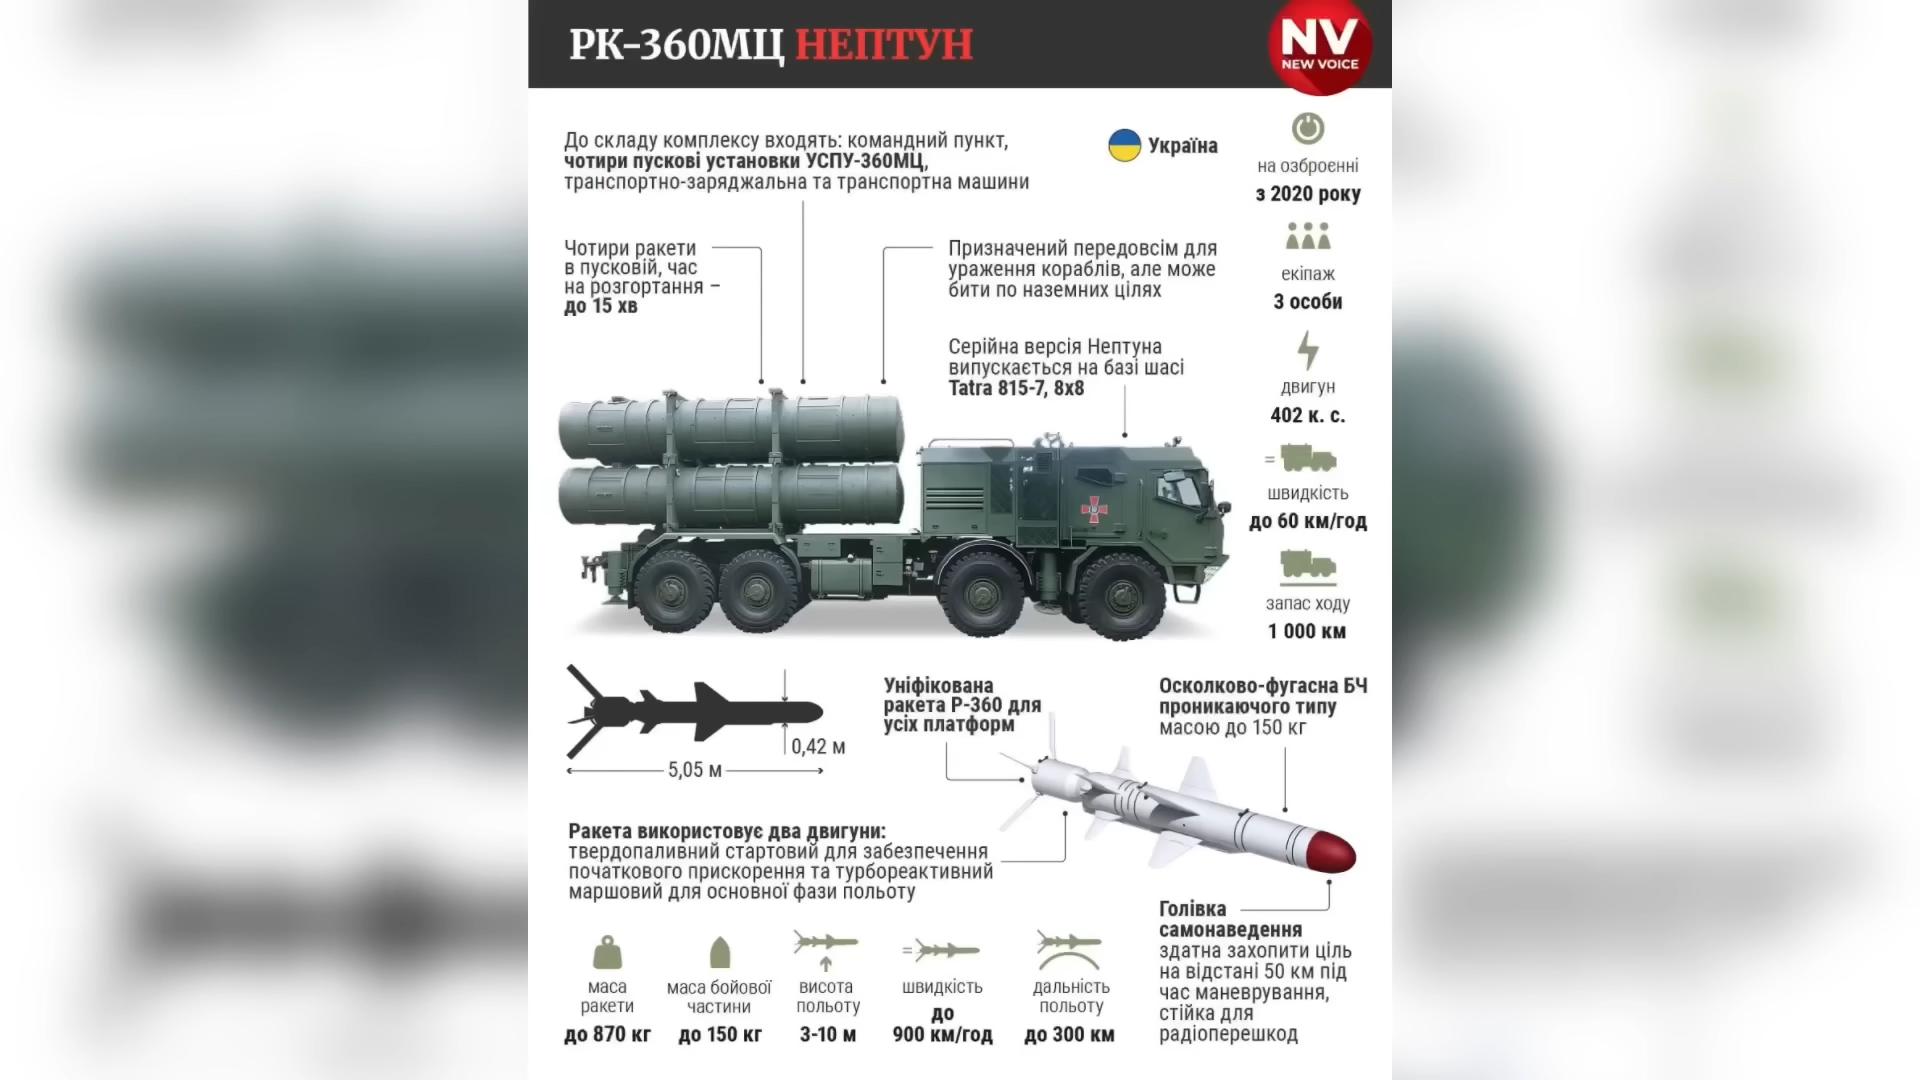 РК-360МЦ НЕПТУН
NV
NEW VOICE
До складу комплексу входять: командний пункт,
чотири пускові установки УСПУ-360МЦ,
транспортно-заряджальна та транспортна машини
Україна
на озброєнні
з 2020 року
Чотири ракети
в пусковій, час
на розгортання –
до 15 хв
Призначений передовсім для
ураження кораблів, але може
бити по наземних цілях
екіпаж
3 особи
Серійна версія Нептуна
випускається на базі шасі
Tatra 815-7, 8x8
двигун
402 к. с.
=
швидкість
до 60 км/год
запас ходу
1 000 км
0,42 м
5,05 м
Уніфікована
ракета Р-360 для
усіх платформ
Осколково-фугасна БЧ
проникаючого типу
масою до 150 кг
Ракета використовує два двигуни:
твердопаливний стартовий для забезпечення
початкового прискорення та турбореактивний
маршовий для основної фази польоту
Голівка
самонаведення
здатна захопити ціль
на відстані 50 км під
час маневрування,
стійка для
радіоперешкод
маса
ракети
до 870 кг
маса бойової
частини
до 150 кг
висота
польоту
3-10 м
=
швидкість
до
900 км/год
дальність
польоту
до 300 км